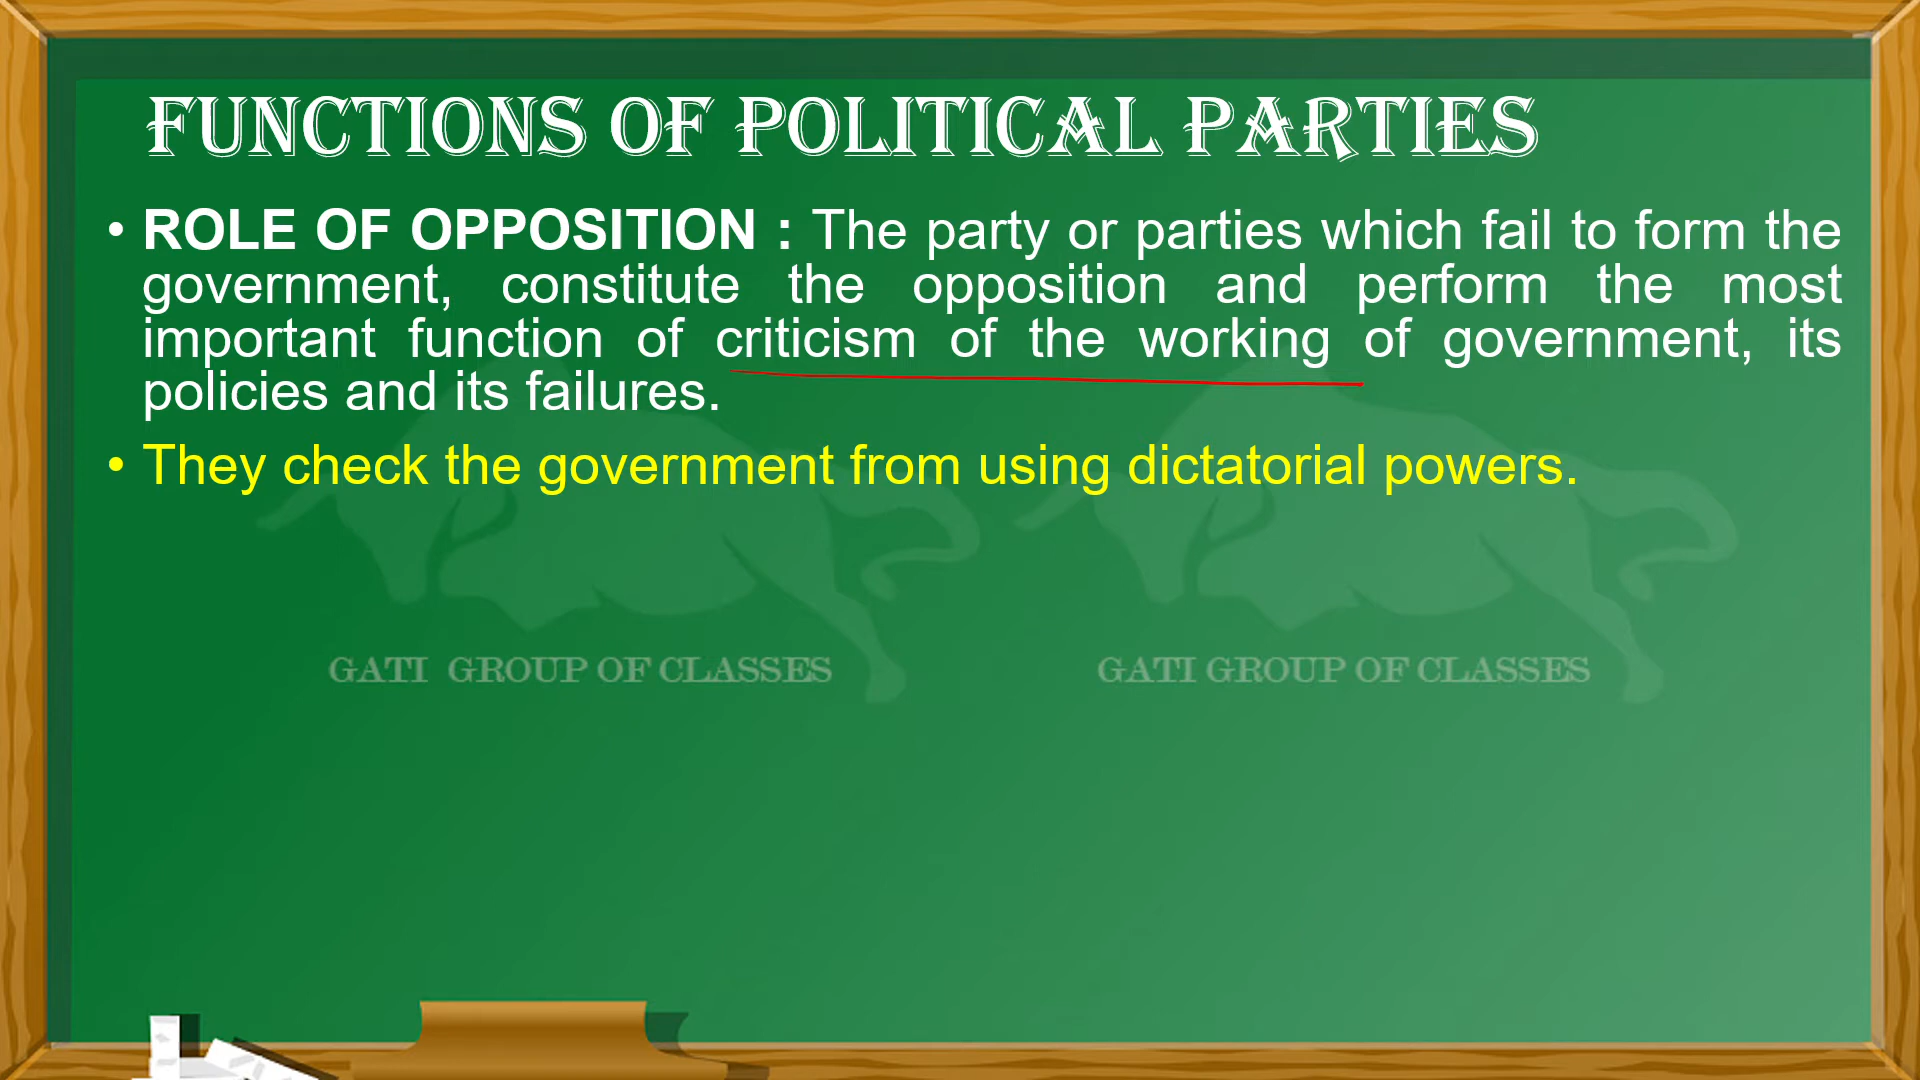 FUNCTIONS OF POLITICAL PARTIES
• ROLE OF OPPOSITION : The party or parties which fail to form the
government, constitute the opposition and perform the most
important function of criticism of the working of government, its
policies and its failures.
• They check the government from using dictatorial powers.
GATI GROUP OF CLASSES
GATI GROUP OF CLASSES